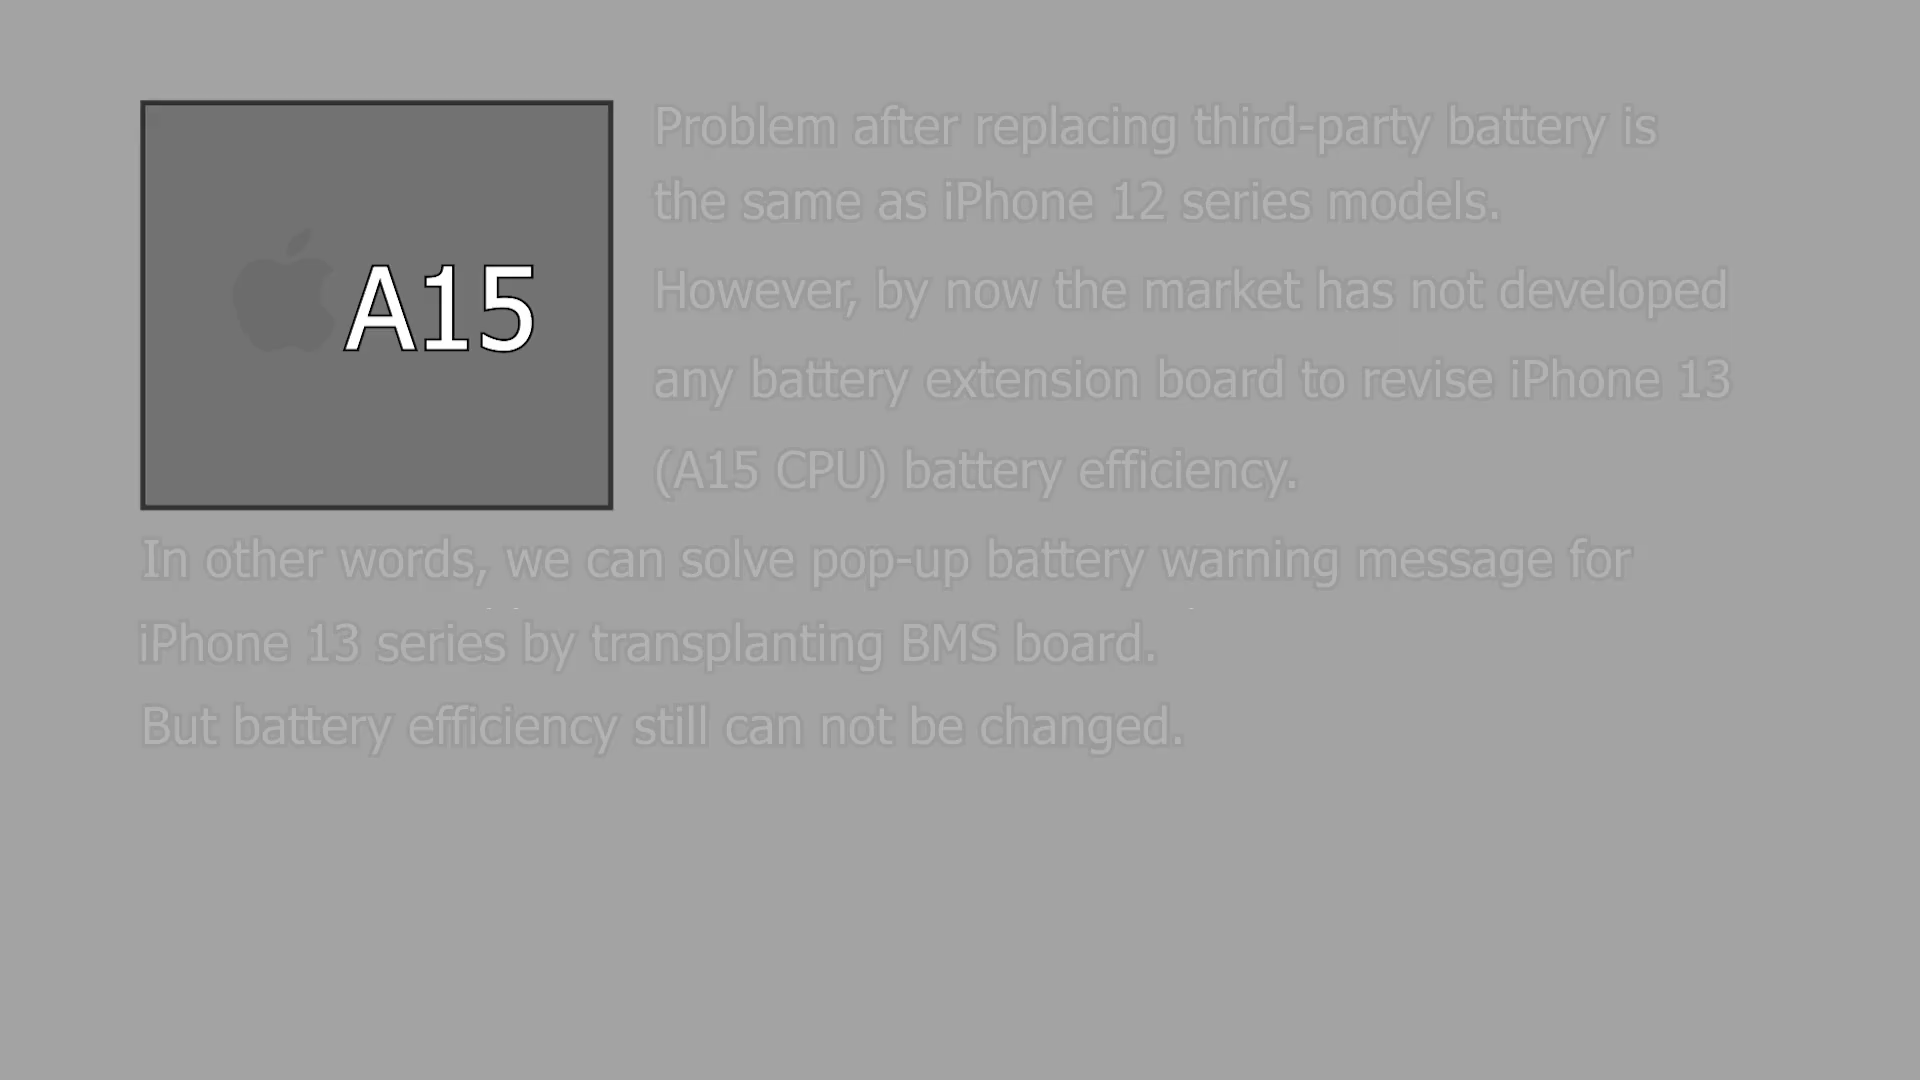 A15
Problem after replacing third-party battery is
the same as iPhone 12 series models.
However, by now the market has not developed
any battery extension board to revise iPhone 13
(A15 CPU) battery efficiency.
In other words, we can solve pop-up battery warning message for
iPhone 13 series by transplanting BMS board.
But battery efficiency still can not be changed.